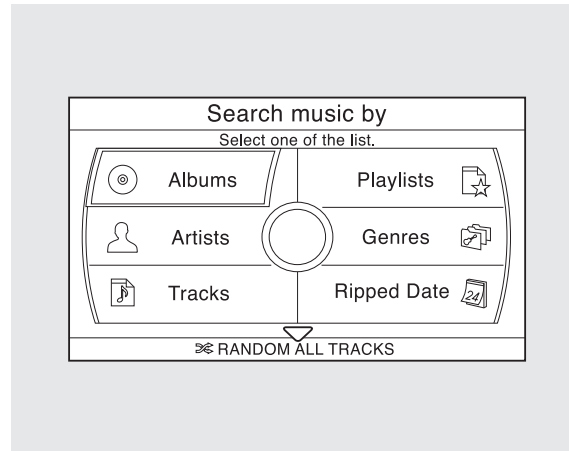 Search music by
Select one of the list.
Albums
Playlists
Artists
Genres
Tracks
Ripped Date
24
RANDOM ALL TRACKS